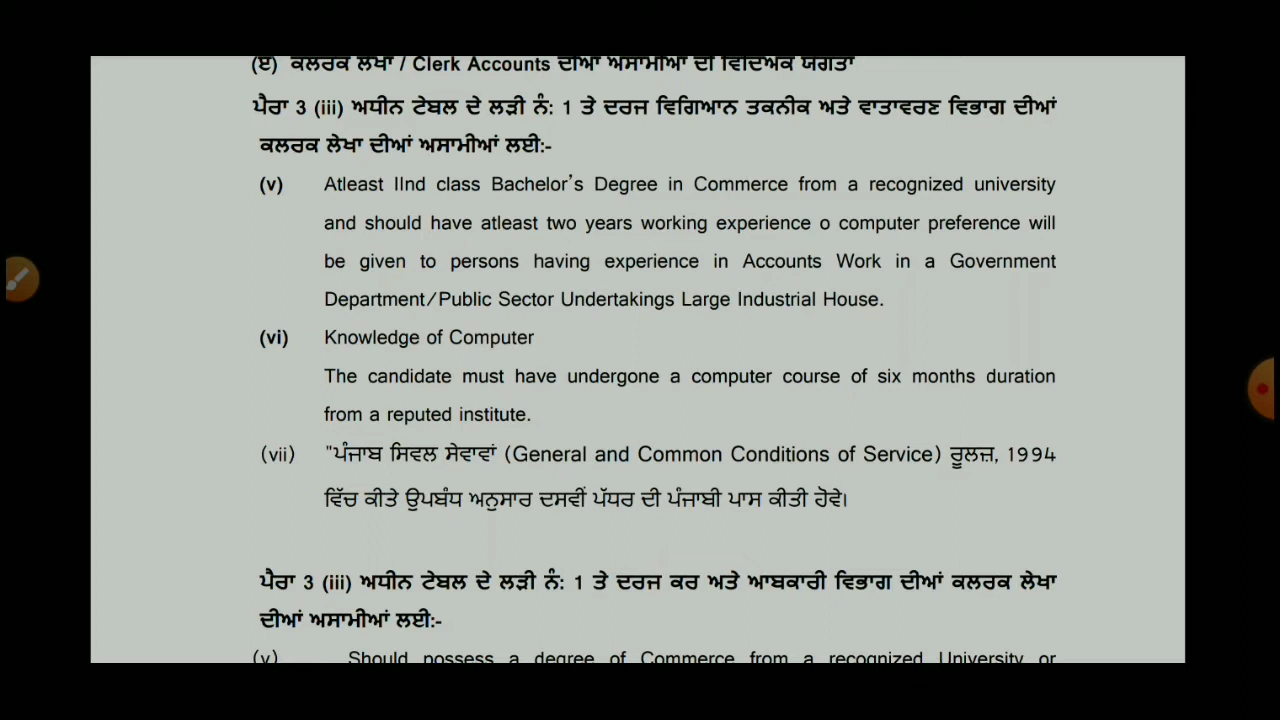 (ੲ) ਕਲਰਕ ਲੇਖਾ / Clerk Accounts ਦੀਆਂ ਅਸਾਮੀਆਂ ਦੀ ਵਿਦਿਅਕ ਯੋਗਤਾ
ਪੈਰਾ 3 (iii) ਅਧੀਨ ਟੇਬਲ ਦੇ ਲੜੀ ਨੰ: 1 ਤੇ ਦਰਜ ਵਿਗਿਆਨ ਤਕਨੀਕ ਅਤੇ ਵਾਤਾਵਰਣ ਵਿਭਾਗ ਦੀਆਂ
ਕਲਰਕ ਲੇਖਾ ਦੀਆਂ ਅਸਾਮੀਆਂ ਲਈ:-
(v) Atleast IInd class Bachelor's Degree in Commerce from a recognized university
and should have atleast two years working experience o computer preference will
be given to persons having experience in Accounts Work in a Government
Department/Public Sector Undertakings Large Industrial House.
(vi) Knowledge of Computer
The candidate must have undergone a computer course of six months duration
from a reputed institute.
(vii) "ਪੰਜਾਬ ਸਿਵਲ ਸੇਵਾਵਾਂ (General and Common Conditions of Service) ਰੂਲਜ਼, 1994
ਵਿੱਚ ਕੀਤੇ ਉਪਬੰਧ ਅਨੁਸਾਰ ਦਸਵੀਂ ਪੱਧਰ ਦੀ ਪੰਜਾਬੀ ਪਾਸ ਕੀਤੀ ਹੋਵੇ।
ਪੈਰਾ 3 (iii) ਅਧੀਨ ਟੇਬਲ ਦੇ ਲੜੀ ਨੰ: 1 ਤੇ ਦਰਜ ਕਰ ਅਤੇ ਆਬਕਾਰੀ ਵਿਭਾਗ ਦੀਆਂ ਕਲਰਕ ਲੇਖਾ
ਦੀਆਂ ਅਸਾਮੀਆਂ ਲਈ:-
(v) Should possess a degree of Commerce from a recognized University or